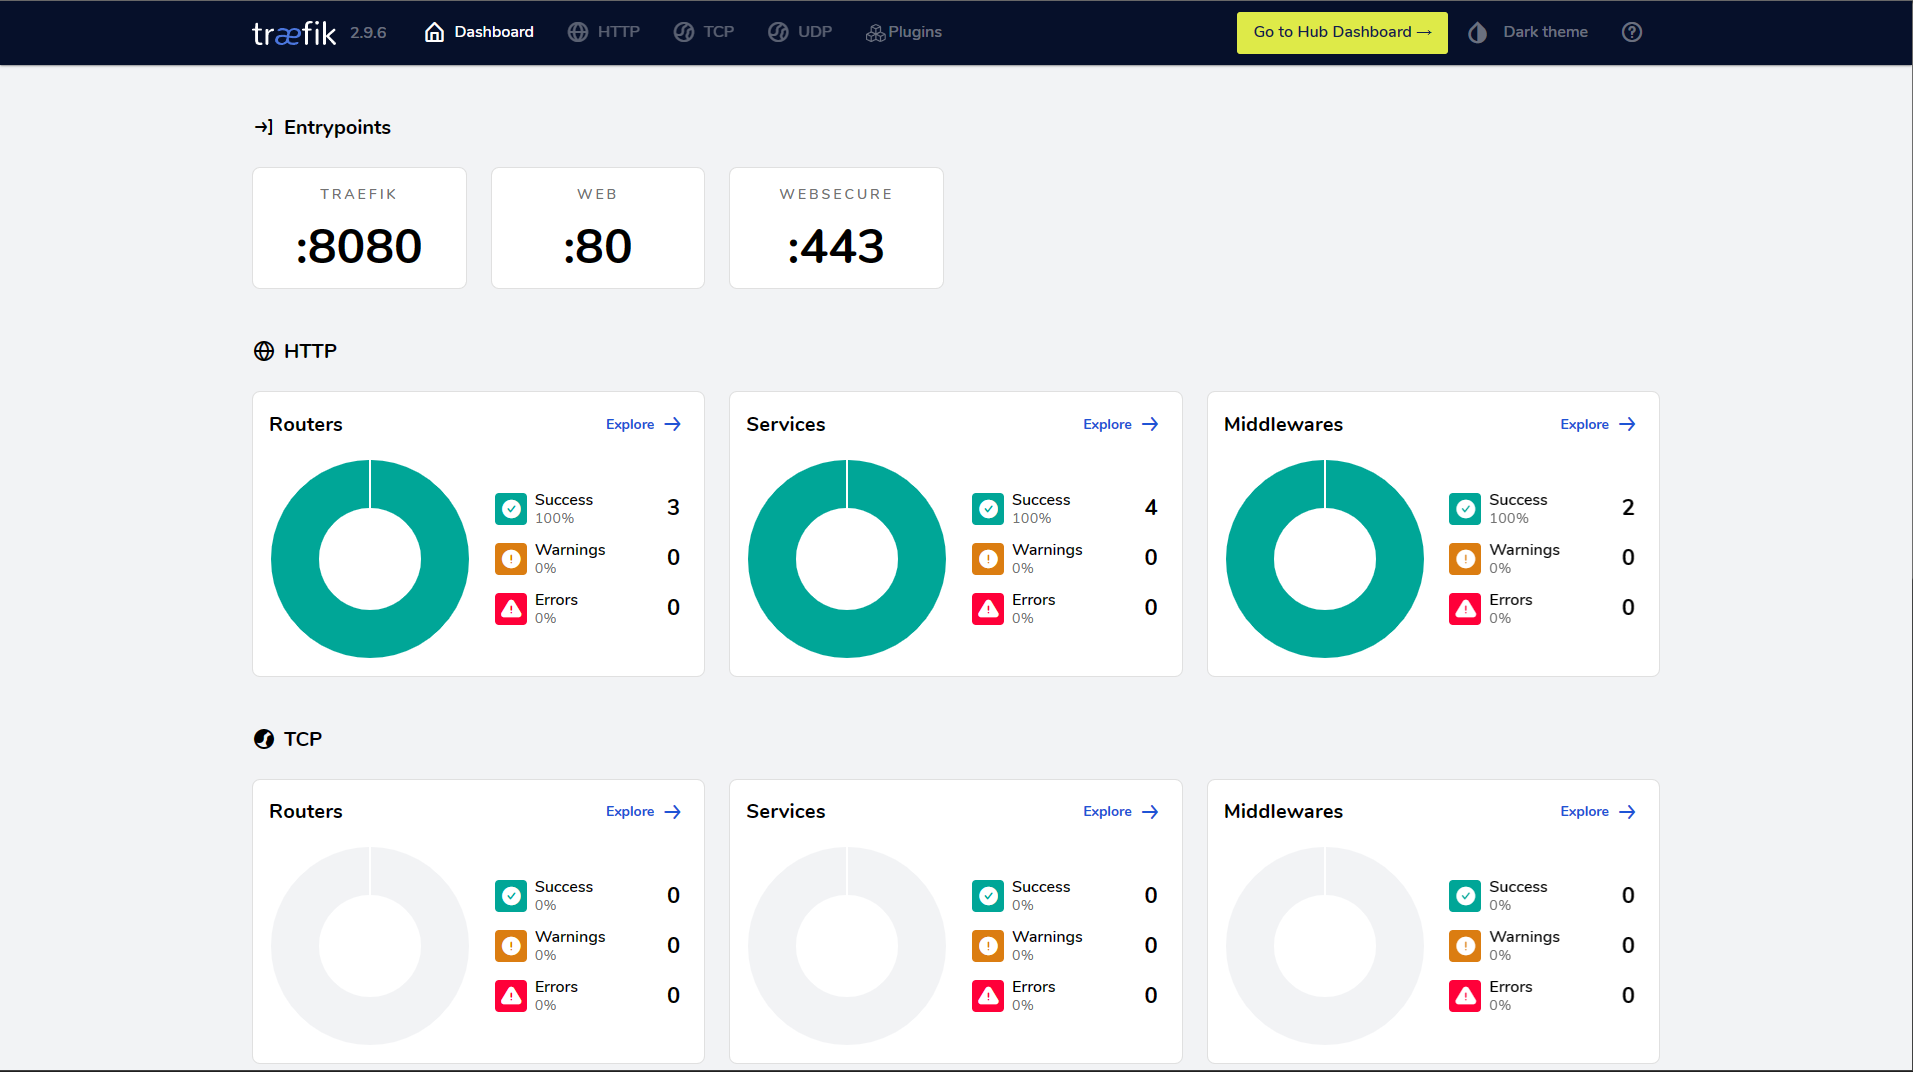 træfik 2.9.6 Dashboard HTTP TCP UDP Plugins Go to Hub Dashboard → Dark theme
Entrypoints
TRAEFIK
:8080
WEB
:80
WEBSECURE
:443
HTTP
Routers Explore
Success 3
100%
Warnings 0
0%
Errors 0
0%
Services Explore
Success 4
100%
Warnings 0
0%
Errors 0
0%
Middlewares Explore
Success 2
100%
Warnings 0
0%
Errors 0
0%
TCP
Routers Explore
Success 0
0%
Warnings 0
0%
Errors 0
0%
Services Explore
Success 0
0%
Warnings 0
0%
Errors 0
0%
Middlewares Explore
Success 0
0%
Warnings 0
0%
Errors 0
0%